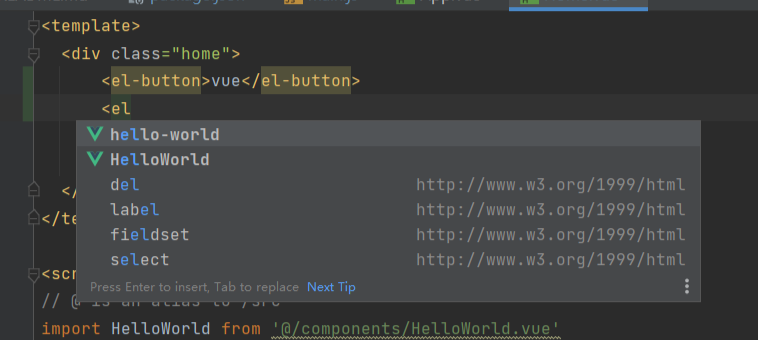 <template>
<div class="home">
<el-button>vue</el-button>
<el
hello-world
HelloWorld
del http://www.w3.org/1999/html
label http://www.w3.org/1999/html
fieldset http://www.w3.org/1999/html
select http://www.w3.org/1999/html
Press Enter to insert, Tab to replace Next Tip
</
</te
<scr
// @ is an alias to /src
import HelloWorld from '@/components/HelloWorld.vue'